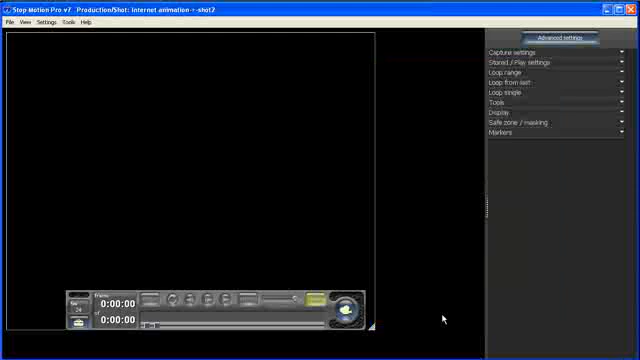 Stop Motion Pro v7 Production/Shot: Internet animation->-shot2
File View Settings Tools Help
Advanced settings
Capture settings
Stored / Play settings
Loop range
Loop from last
Loop single
Tools
Display
Safe zone / masking
Markers
frame
0:00:00
24
of
0:00:00